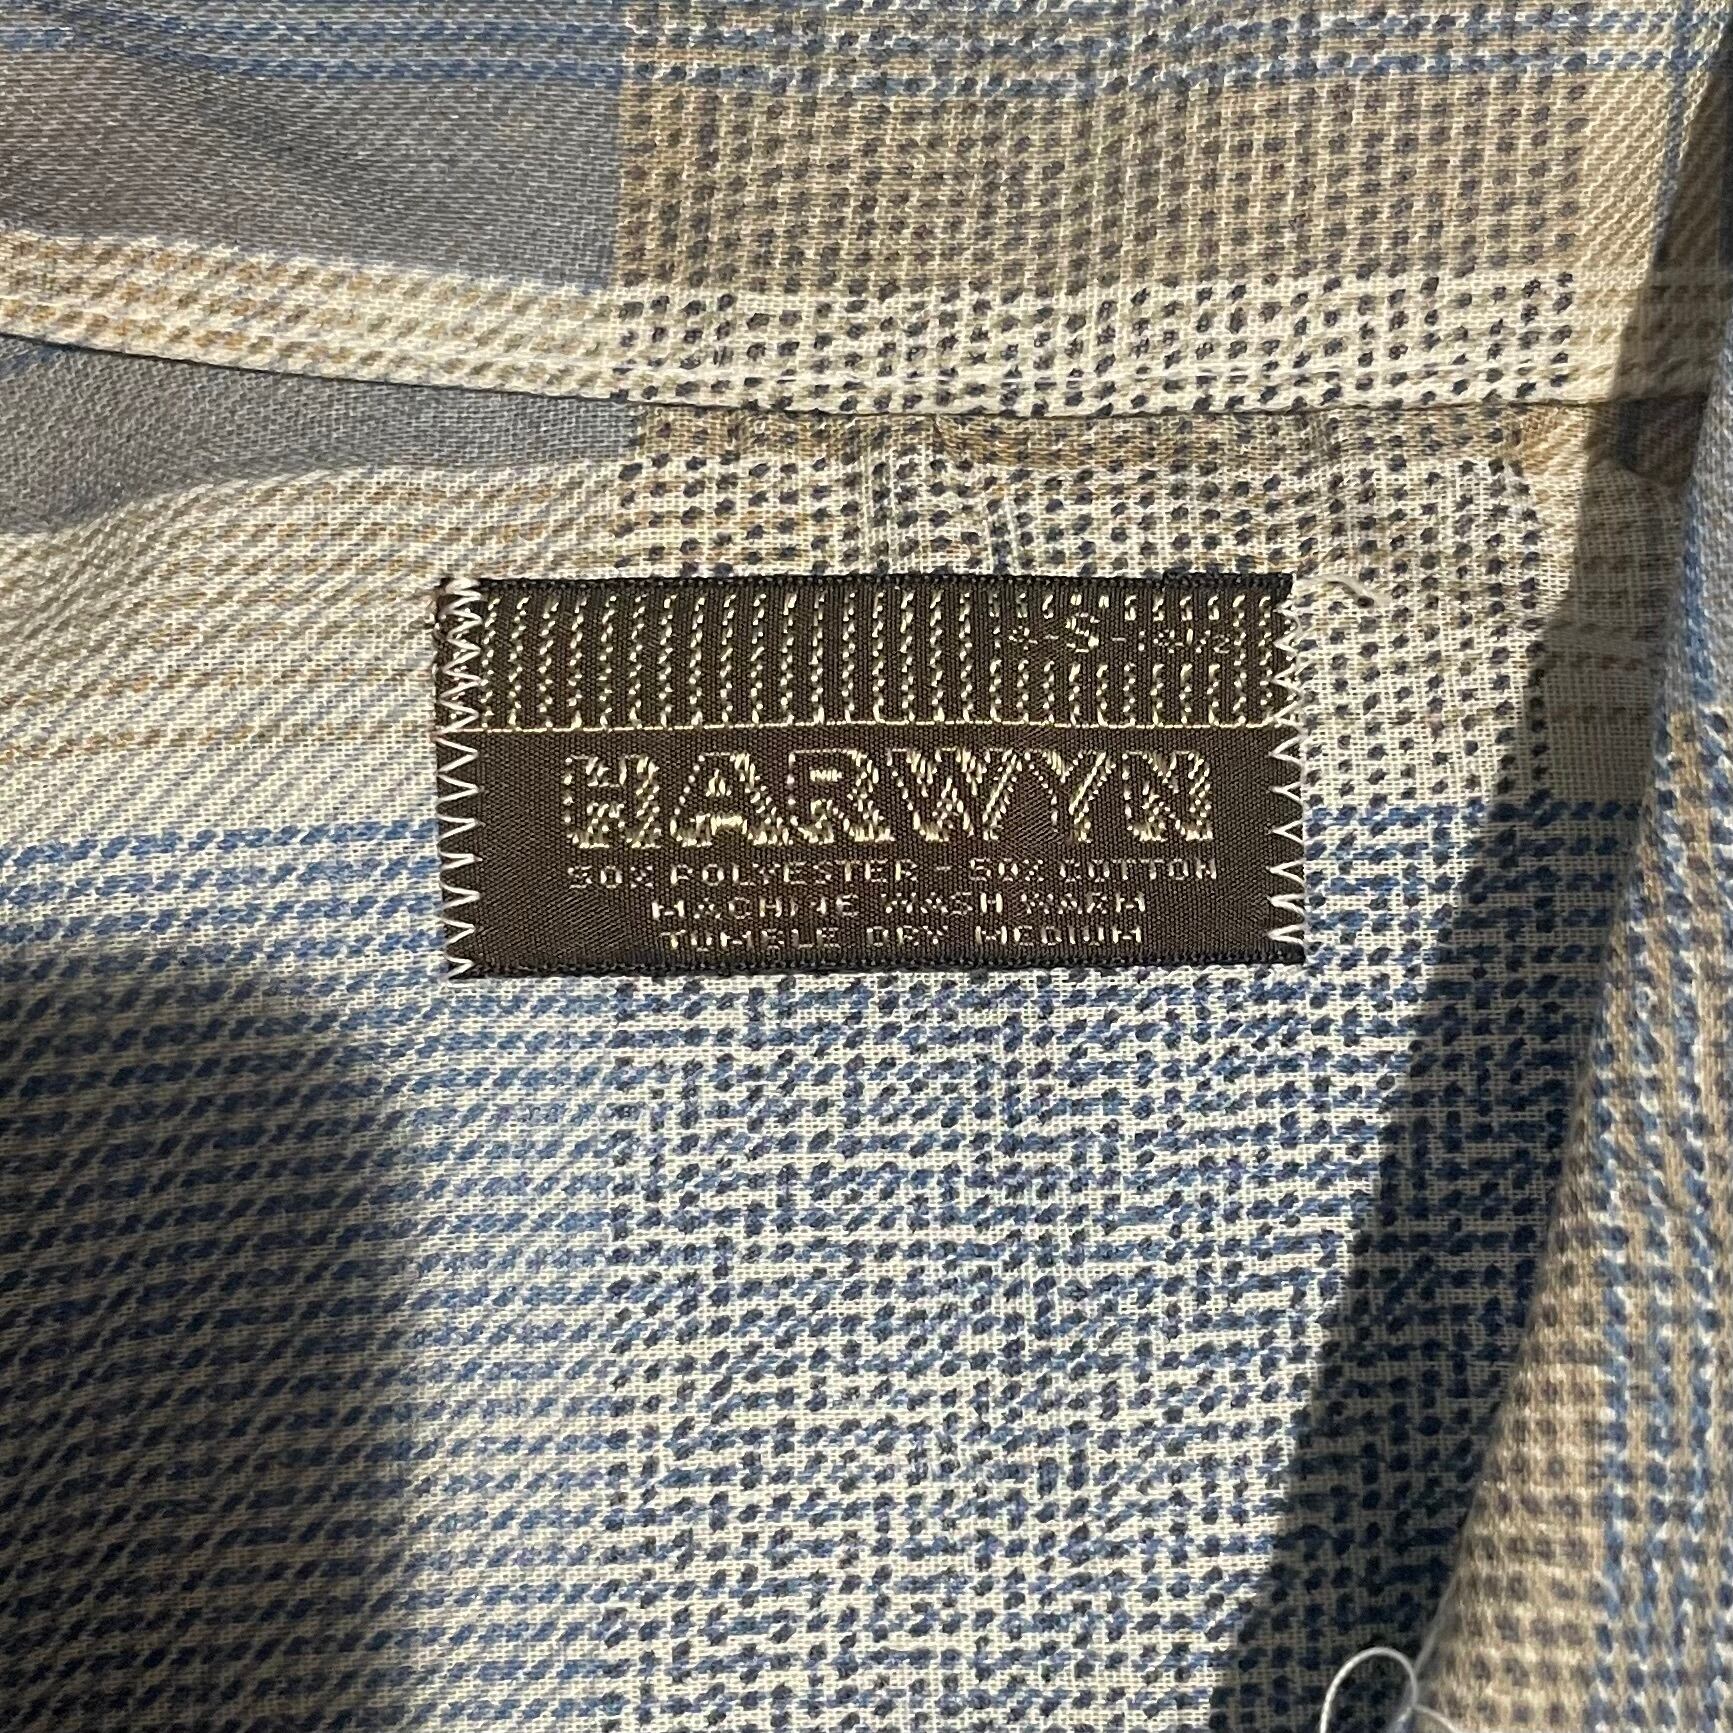 HARWYN
50% POLYESTER - 50% COTTON
MACHINE WASH WARM
TUMBLE DRY MEDIUM